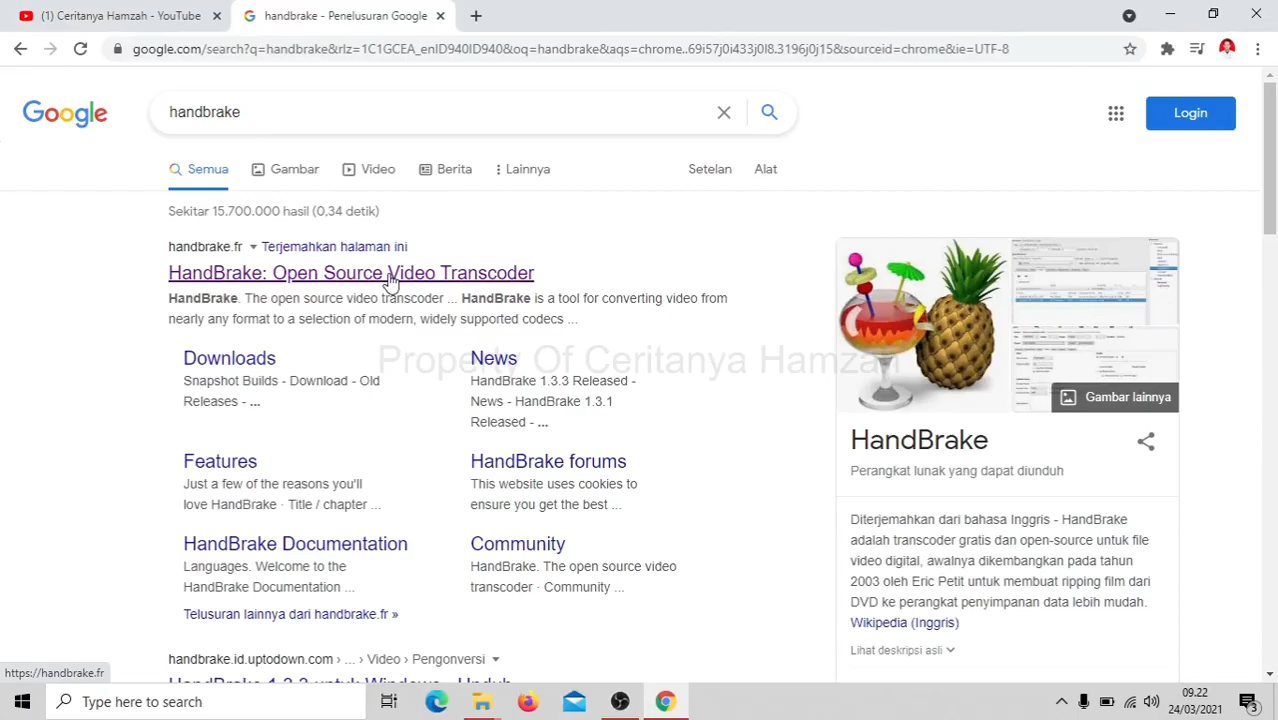 (1) Ceritanya Hamzah - YouTube
handbrake - Penelusuran Google
google.com/search?q=handbrake&rlz=1C1GCEA_enID940ID940&oq=handbrake&aqs=chrome..69i57j0i433j0l8.3196j0j15&sourceid=chrome&ie=UTF-8
Google
handbrake
Login
Semua
Gambar
Video
Berita
Lainnya
Setelan
Alat
Sekitar 15.700.000 hasil (0,34 detik)
handbrake.fr
Terjemahkan halaman ini
HandBrake: Open Source Video Transcoder
HandBrake. The open source video transcoder ... HandBrake is a tool for converting video from
nearly any format to a selection of modern, widely supported codecs ...
Downloads
Snapshot Builds - Download - Old
Releases - ...
News
HandBrake 1.3.3 Released -
News - HandBrake 1.3.1
Released - ...
Features
Just a few of the reasons you'll
love HandBrake · Title / chapter ...
HandBrake forums
This website uses cookies to
ensure you get the best ...
HandBrake Documentation
Languages. Welcome to the
HandBrake Documentation ...
Community
HandBrake. The open source video
transcoder · Community ...
Telusuran lainnya dari handbrake.fr »
handbrake.id.uptodown.com › ... › Video › Pengonversi
HandBrake 1.3.3 untuk Windows - Unduh
Gambar lainnya
HandBrake
Perangkat lunak yang dapat diunduh
Diterjemahkan dari bahasa Inggris - HandBrake
adalah transcoder gratis dan open-source untuk file
video digital, awalnya dikembangkan pada tahun
2003 oleh Eric Petit untuk membuat ripping film dari
DVD ke perangkat penyimpanan data lebih mudah.
Wikipedia (Inggris)
Lihat deskripsi asli
https://handbrake.fr
Type here to search
09.22
24/03/2021
3